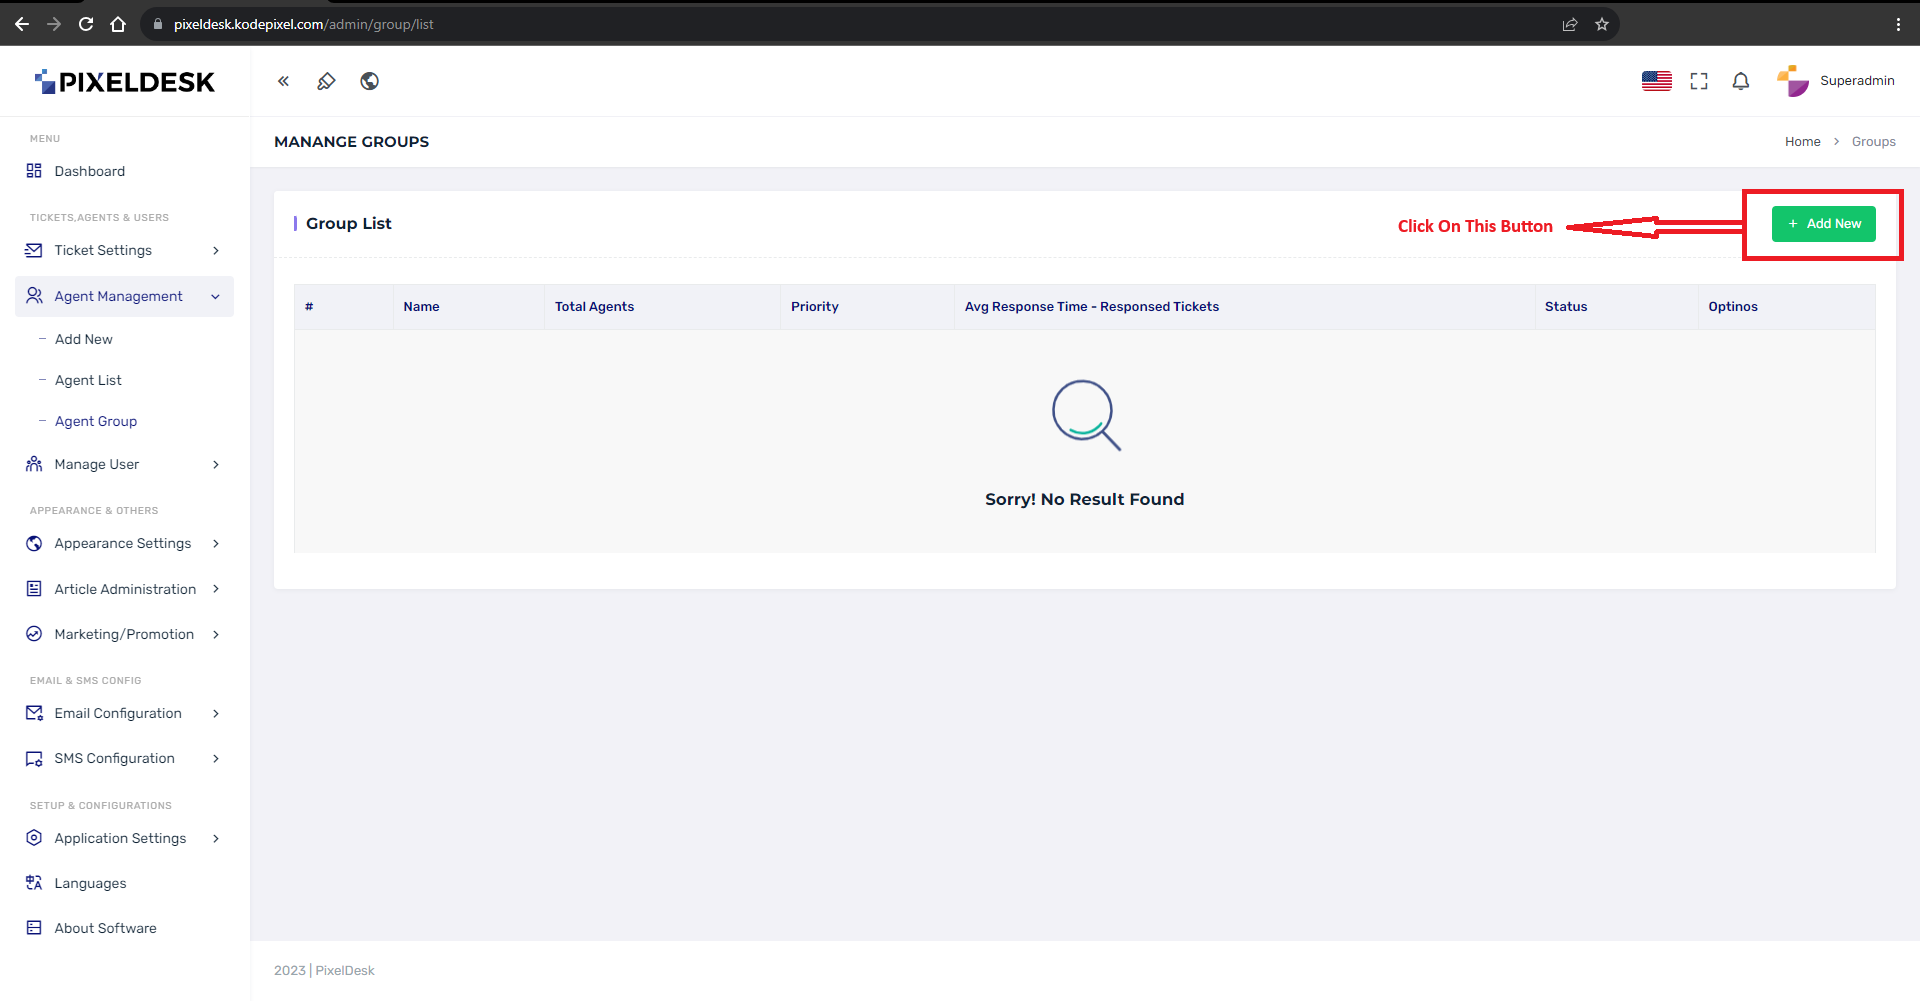 pixeldesk.kodepixel.com/admin/group/list
PIXELDESK
Superadmin
MENU
Dashboard
TICKETS,AGENTS & USERS
Ticket Settings
Agent Management
Add New
Agent List
Agent Group
Manage User
APPEARANCE & OTHERS
Appearance Settings
Article Administration
Marketing/Promotion
EMAIL & SMS CONFIG
Email Configuration
SMS Configuration
SETUP & CONFIGURATIONS
Application Settings
Languages
About Software
MANANGE GROUPS
Home > Groups
Group List
Click On This Button
+ Add New
# Name Total Agents Priority Avg Response Time - Responsed Tickets Status Optinos
Sorry! No Result Found
2023 | PixelDesk